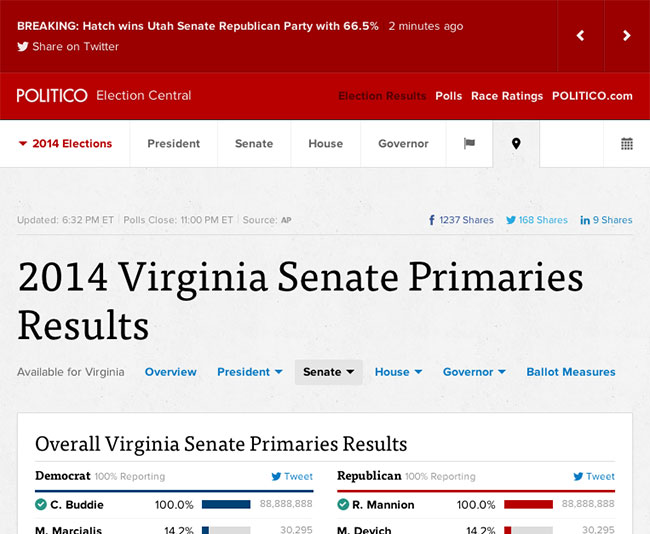 BREAKING: Hatch wins Utah Senate Republican Party with 66.5% 2 minutes ago
Share on Twitter
POLITICO Election Central Election Results Polls Race Ratings POLITICO.com
2014 Elections President Senate House Governor
Updated: 6:32 PM ET Polls Close: 11:00 PM ET Source: AP 1237 Shares 168 Shares in 9 Shares
2014 Virginia Senate Primaries
Results
Available for Virginia Overview President Senate House Governor Ballot Measures
Overall Virginia Senate Primaries Results
Democrat 100% Reporting Tweet Republican 100% Reporting Tweet
C. Buddie 100.0% 88,888,888 R. Mannion 100.0% 88,888,888
M. Marcialis 14.2% 30,295 M. Devich 14.2% 30,295